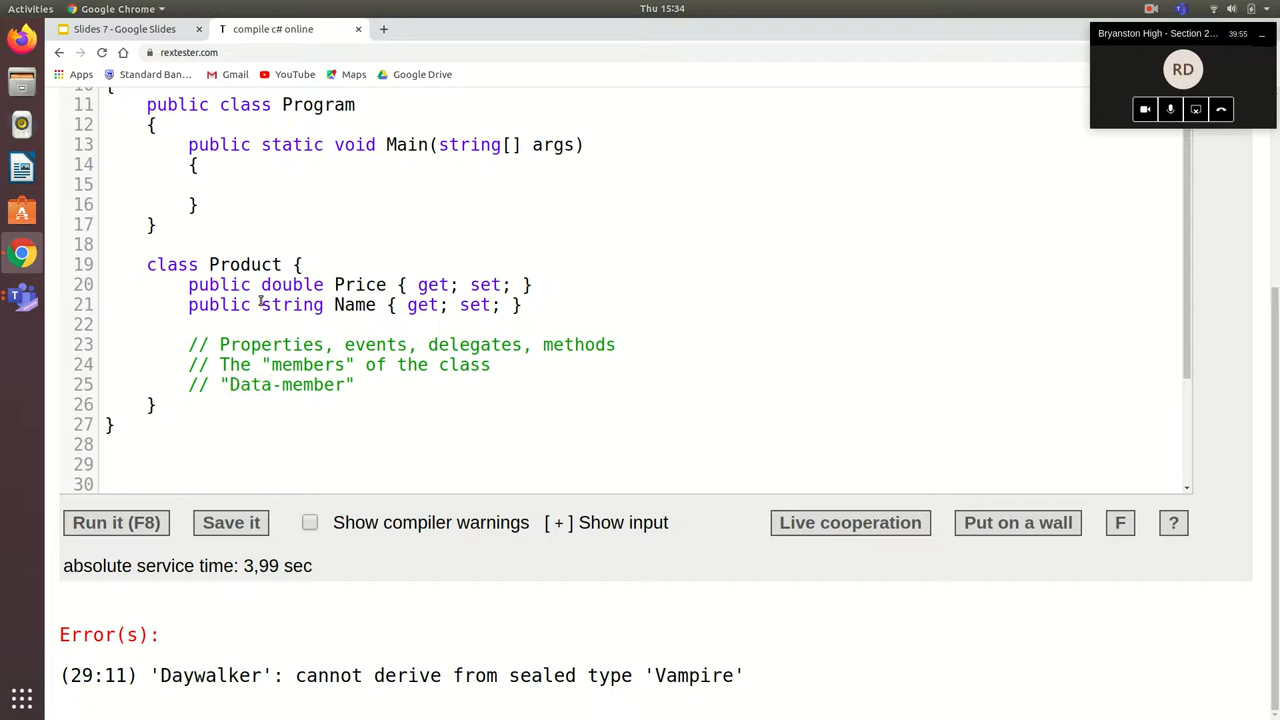 Activities Google Chrome Thu 15:34
Slides 7 - Google Slides × T compile c# online × +
rextester.com
Apps Standard Ban... Gmail YouTube Maps Google Drive
Bryanston High - Section 2... 39:55
RD
10 {
11 public class Program
12 {
13 public static void Main(string[] args)
14 {
15
16 }
17 }
18
19 class Product {
20 public double Price { get; set; }
21 public string Name { get; set; }
22
23 // Properties, events, delegates, methods
24 // The "members" of the class
25 // "Data-member"
26 }
27 }
28
29
30
Run it (F8) Save it Show compiler warnings [ + ] Show input Live cooperation Put on a wall F ?
absolute service time: 3,99 sec
Error(s):
(29:11) 'Daywalker': cannot derive from sealed type 'Vampire'